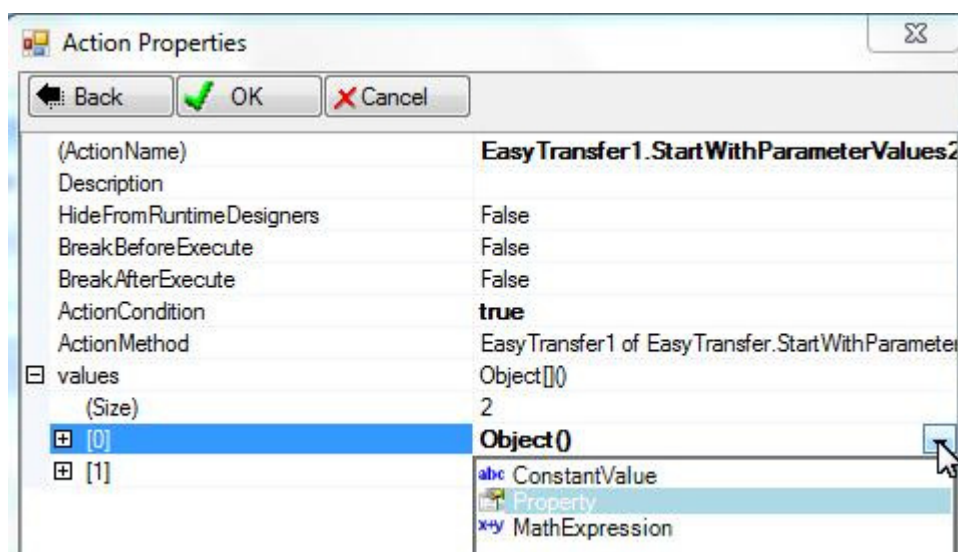 Action Properties
Back OK Cancel
(ActionName) EasyTransfer1.StartWithParameterValues2
Description
HideFromRuntimeDesigners False
BreakBeforeExecute False
BreakAfterExecute False
ActionCondition true
ActionMethod EasyTransfer1 of EasyTransfer.StartWithParameter
values Object[]()
(Size) 2
[0] Object()
[1]
abc ConstantValue
Property
x+y MathExpression